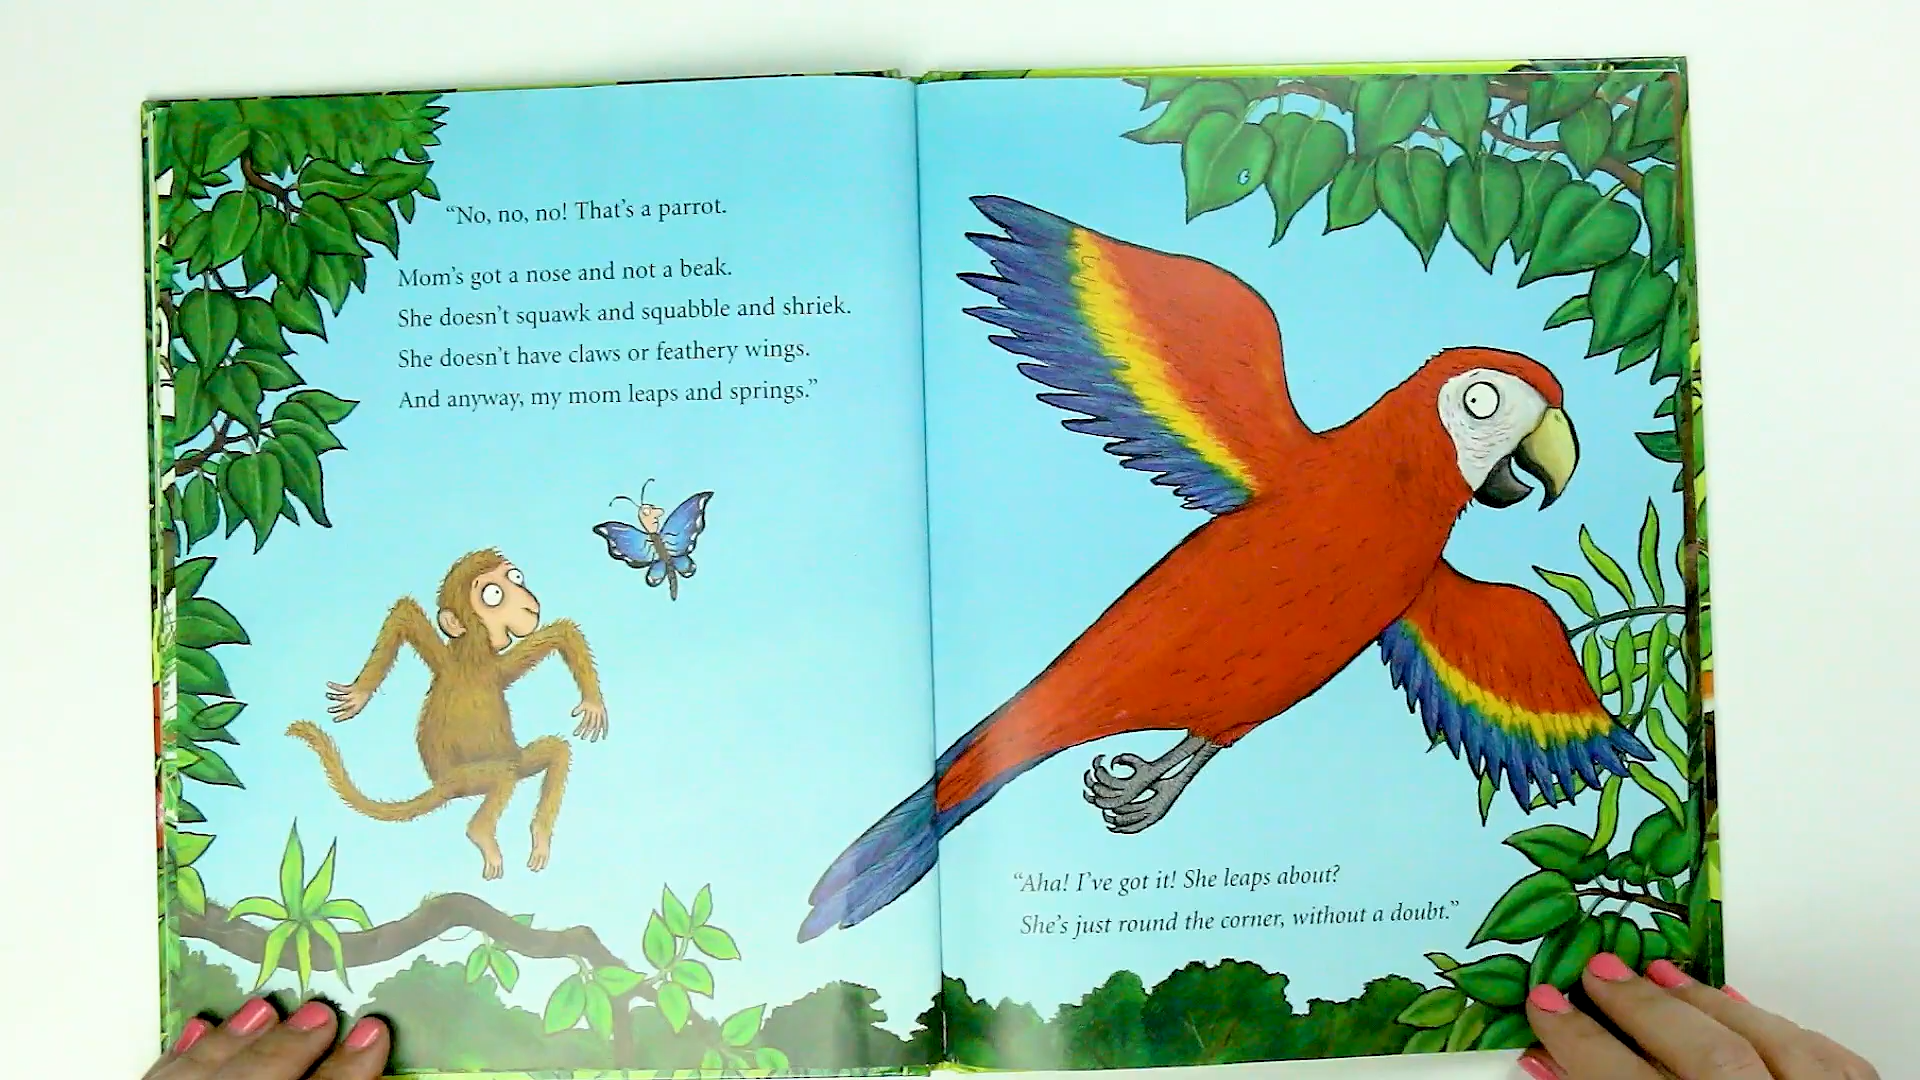 “No, no, no! That’s a parrot.
Mom’s got a nose and not a beak.
She doesn’t squawk and squabble and shriek.
She doesn’t have claws or feathery wings.
And anyway, my mom leaps and springs.”
“Aha! I’ve got it! She leaps about?
She’s just round the corner, without a doubt.”